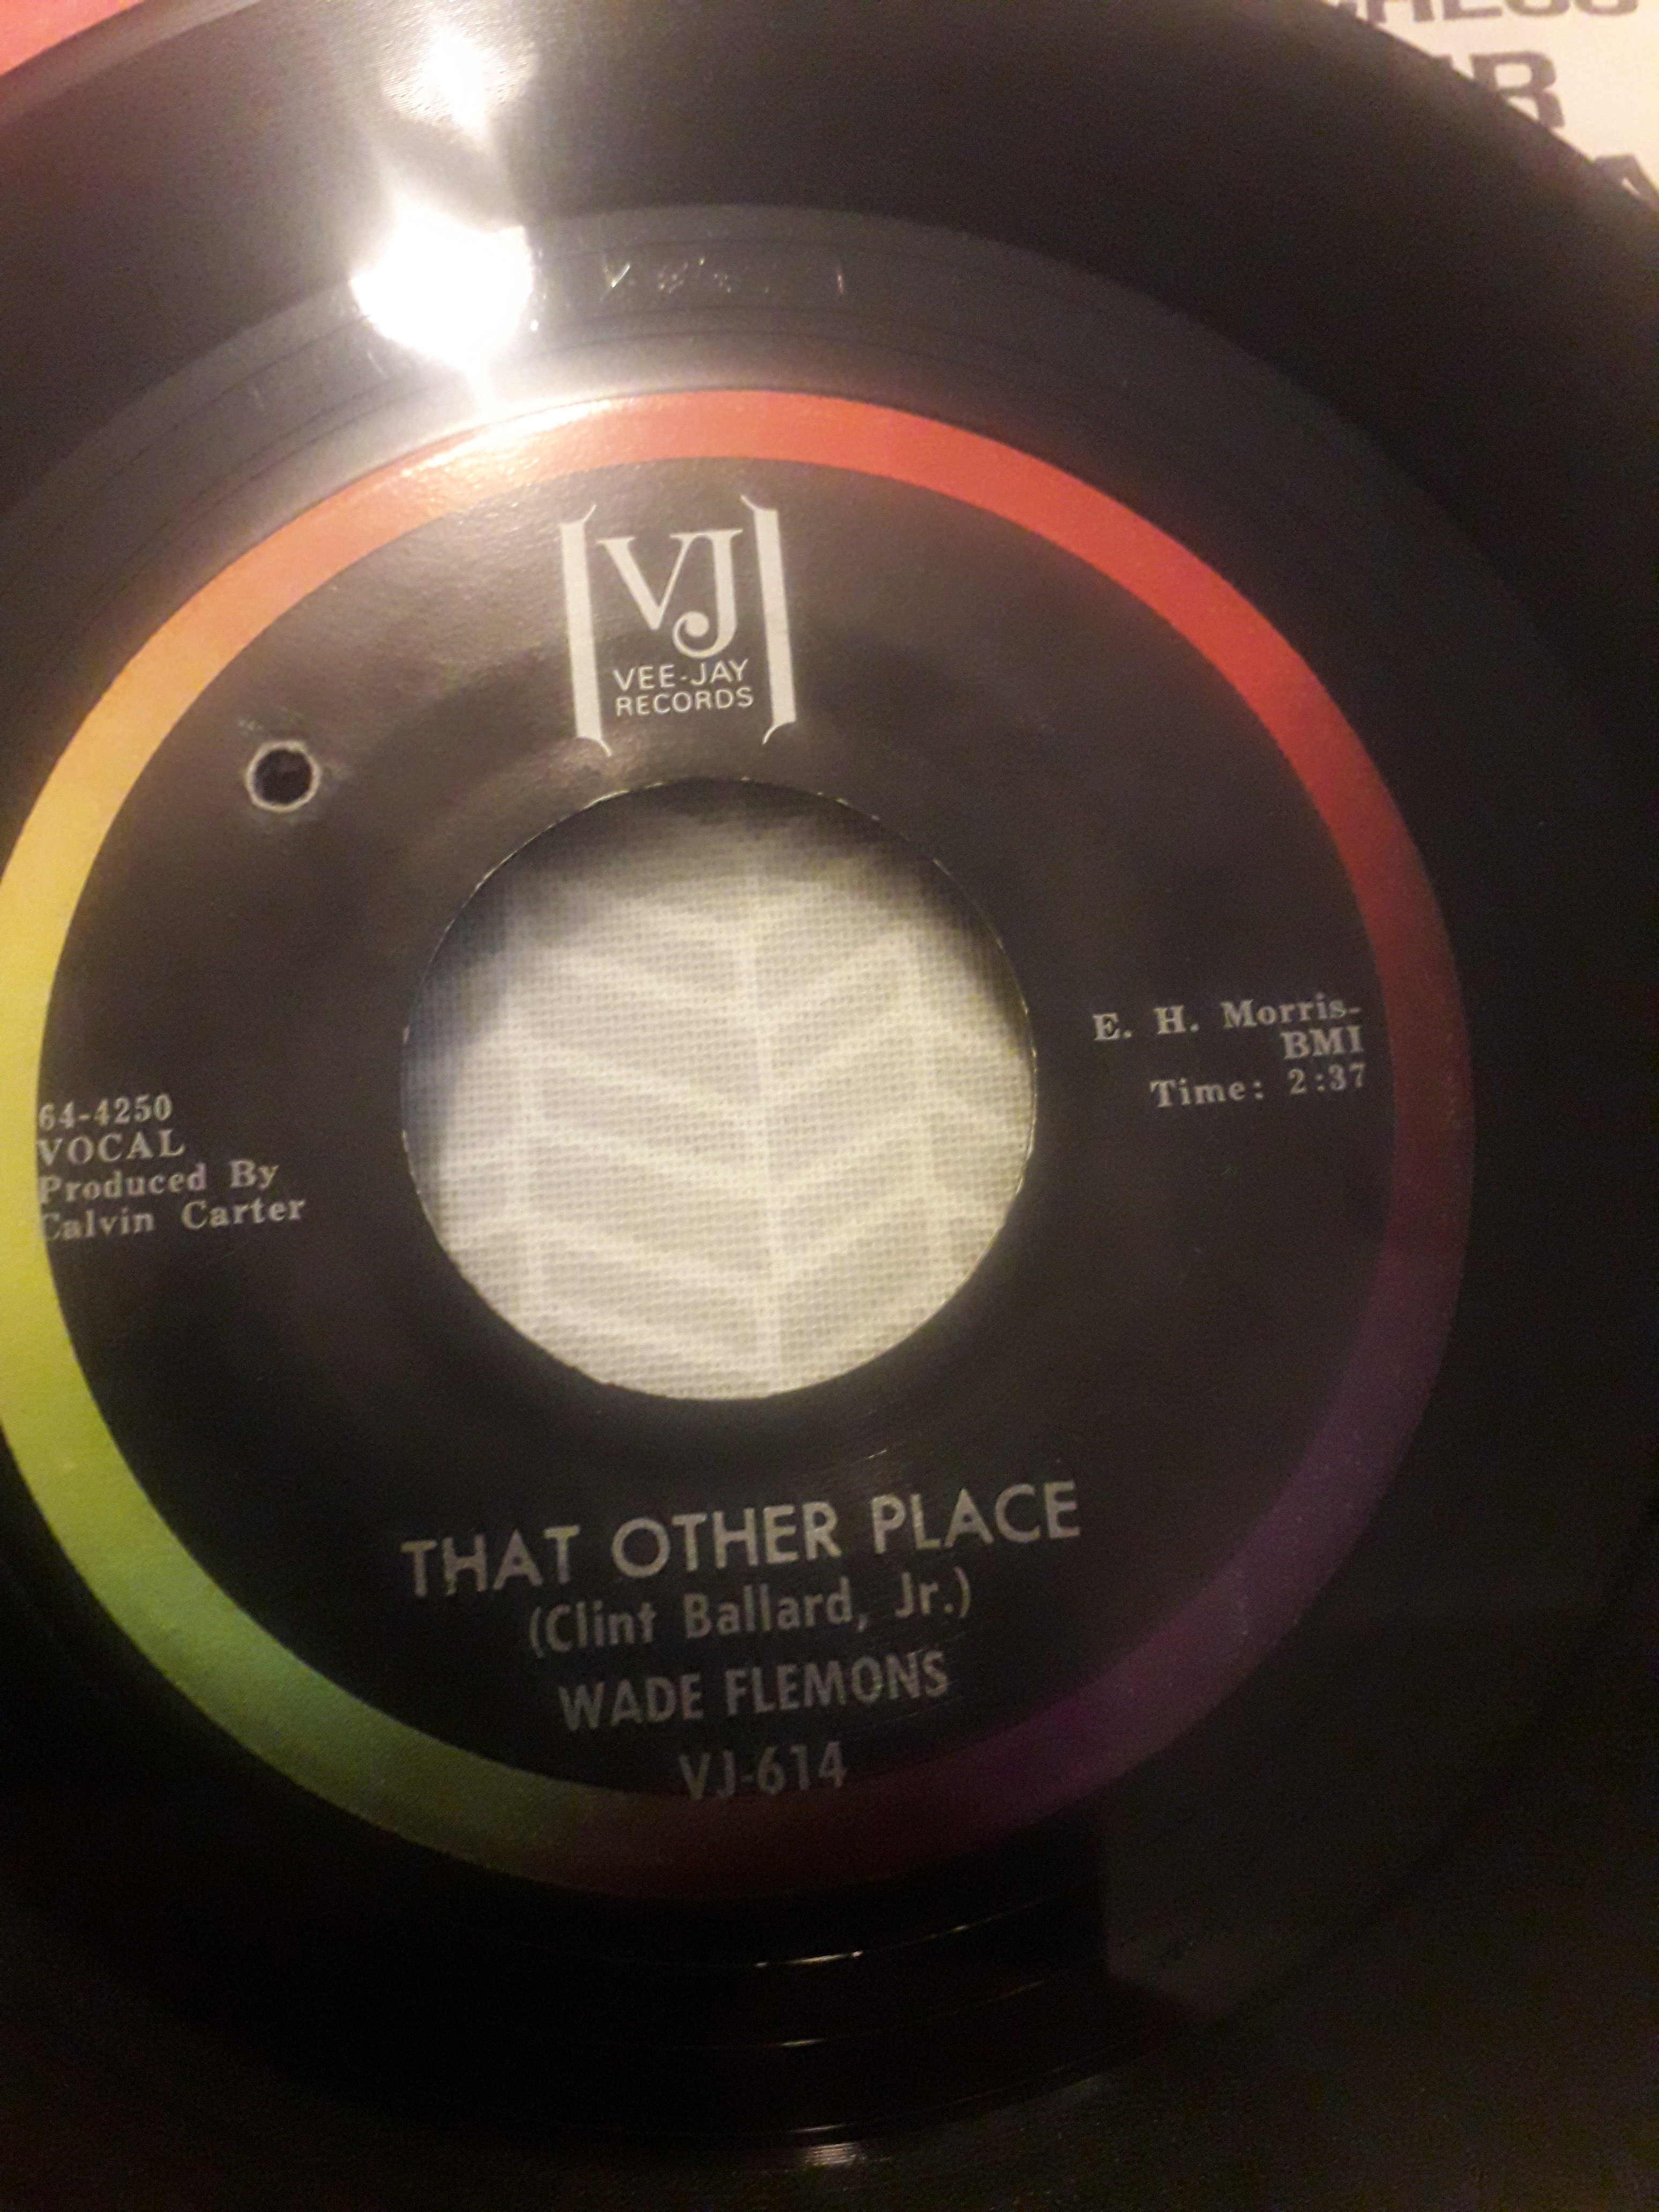 VJ
VEE-JAY
RECORDS
E. H. Morris-
BMI
Time: 2:37
64-4250
VOCAL
Produced By
Calvin Carter
THAT OTHER PLACE
(Clint Ballard, Jr.)
WADE FLEMONS
VJ-614